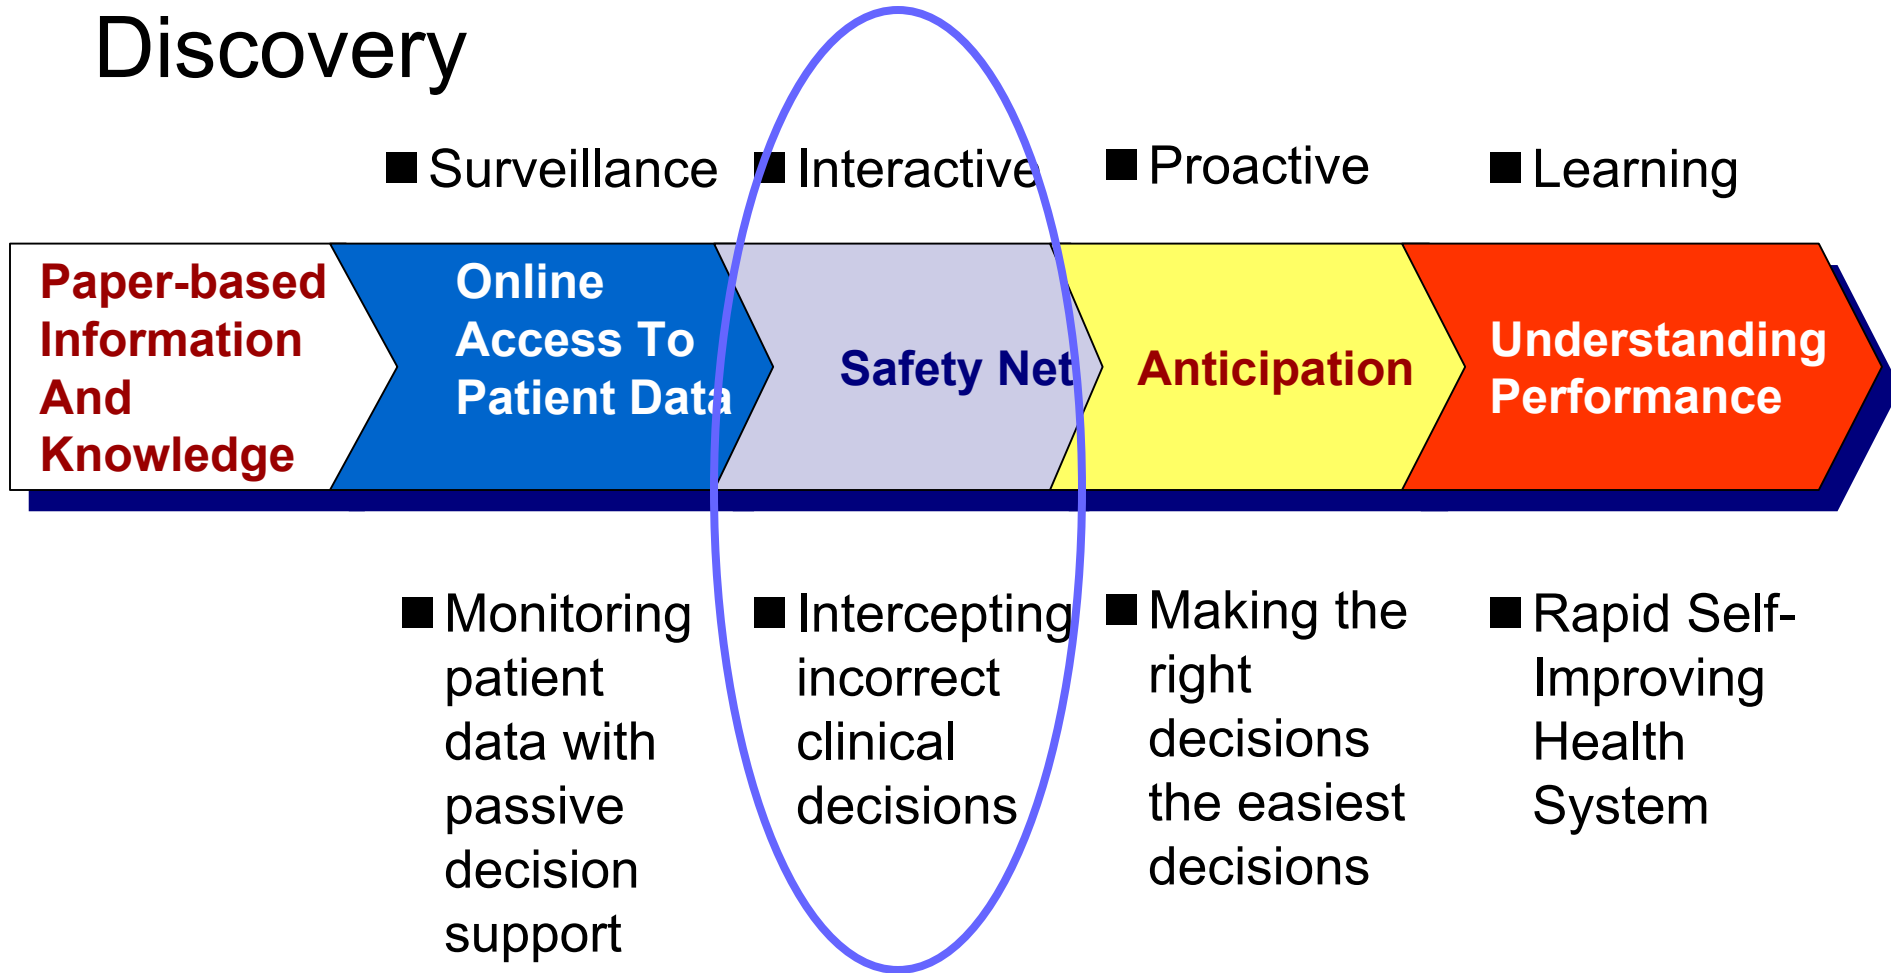 Discovery
Surveillance
Interactive
Proactive
Learning
Paper-based
Information
And
Knowledge
Online
Access To
Patient Data
Safety Net
Anticipation
Understanding
Performance
Monitoring
patient
data with
passive
decision
support
Intercepting
incorrect
clinical
decisions
Making the
right
decisions
the easiest
decisions
Rapid Self-
Improving
Health
System